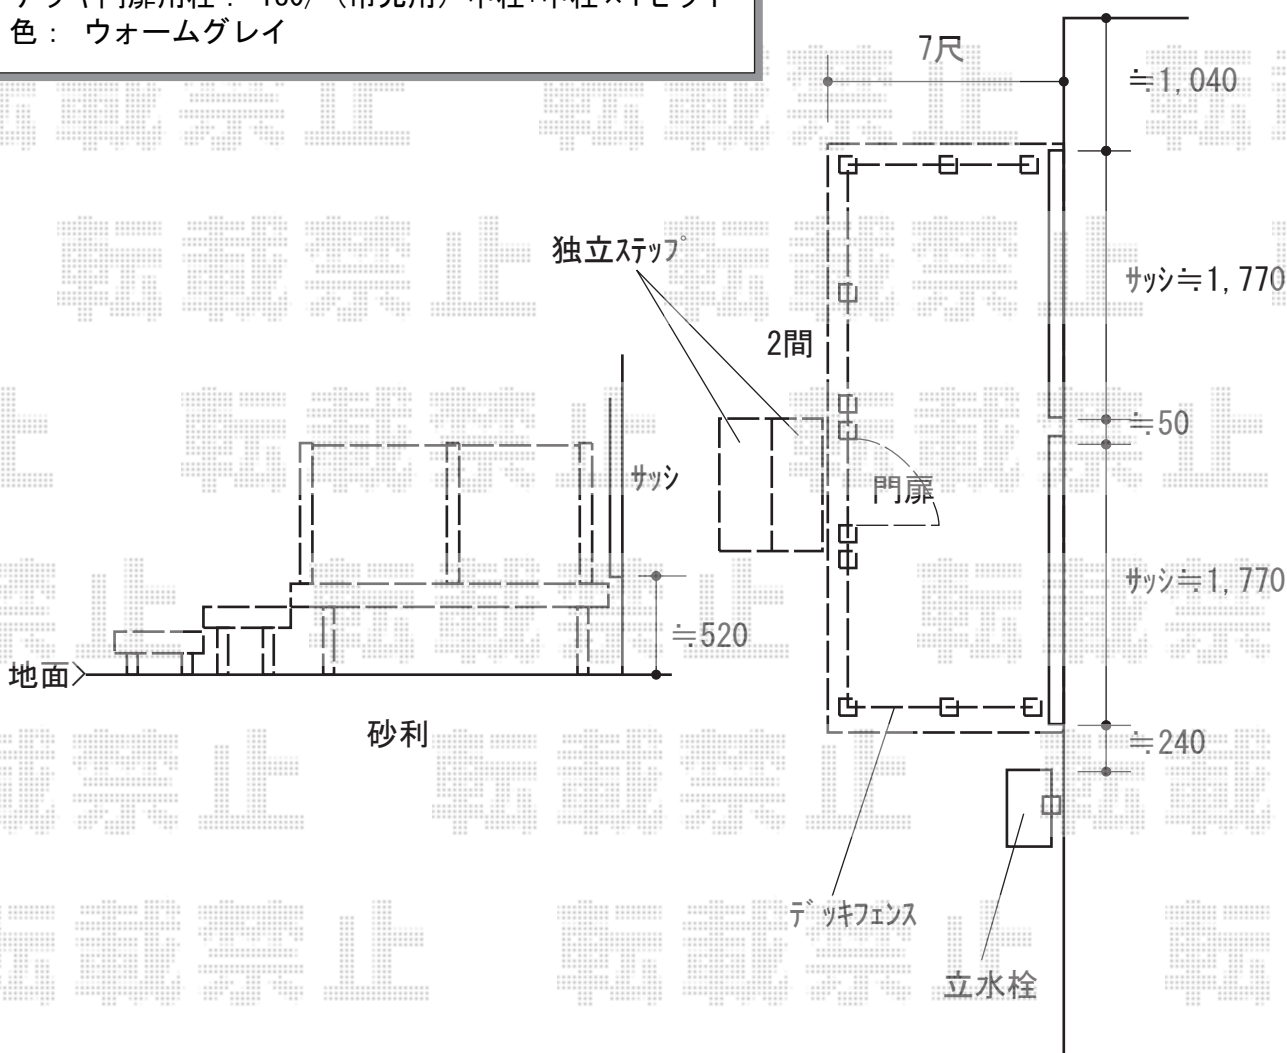 色： ウォームグレイ
7尺
≒1,040
独立ステップ
サッシ≒1,770
2間
≒50
サッシ
門扉
サッシ≒1,770
≒520
地面
砂利
≒240
デッキフェンス
立水栓
転載禁止